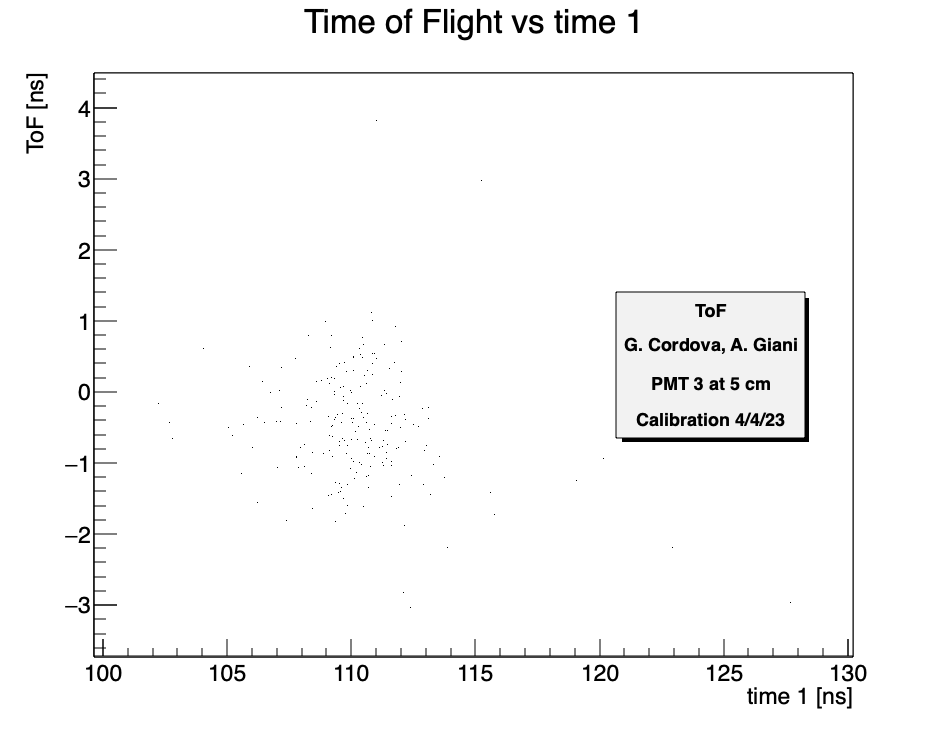 Time of Flight vs time 1
ToF [ns]
4
3
2
1
0
−1
−2
−3
ToF
G. Cordova, A. Giani
PMT 3 at 5 cm
Calibration 4/4/23
100 105 110 115 120 125 130
time 1 [ns]